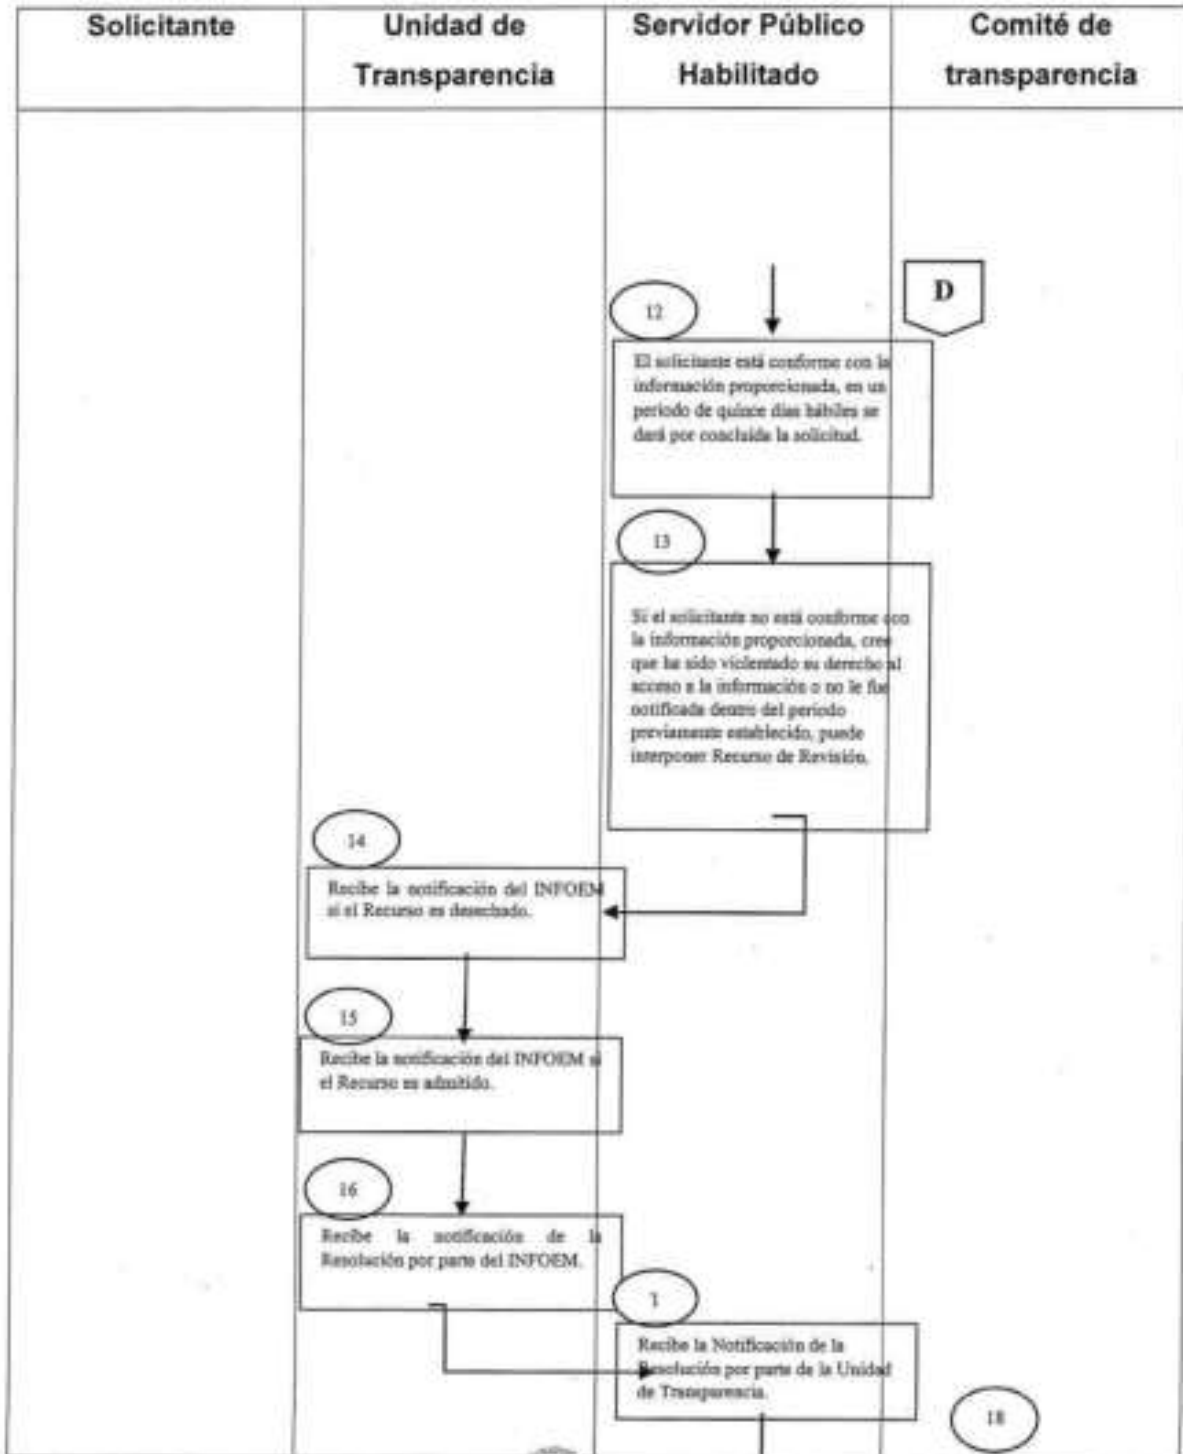 Solicitante
Unidad de
Transparencia
Servidor Público
Habilitado
Comité de
transparencia
D
12
El solicitante está conforme con la
información proporcionada, en un
periodo de quince días hábiles se
dará por concluida la solicitud.
13
Si el solicitante no está conforme con
la información proporcionada, cree
que ha sido violentado su derecho al
acceso a la información o no le fue
notificada dentro del periodo
previamente establecido, puede
interponer Recurso de Revisión.
14
Recibe la notificación del INFOEM
si el Recurso es desechado.
15
Recibe la notificación del INFOEM si
el Recurso es admitido.
16
Recibe la notificación de la
Resolución por parte del INFOEM.
1
Recibe la Notificación de la
Resolución por parte de la Unidad
de Transparencia.
18